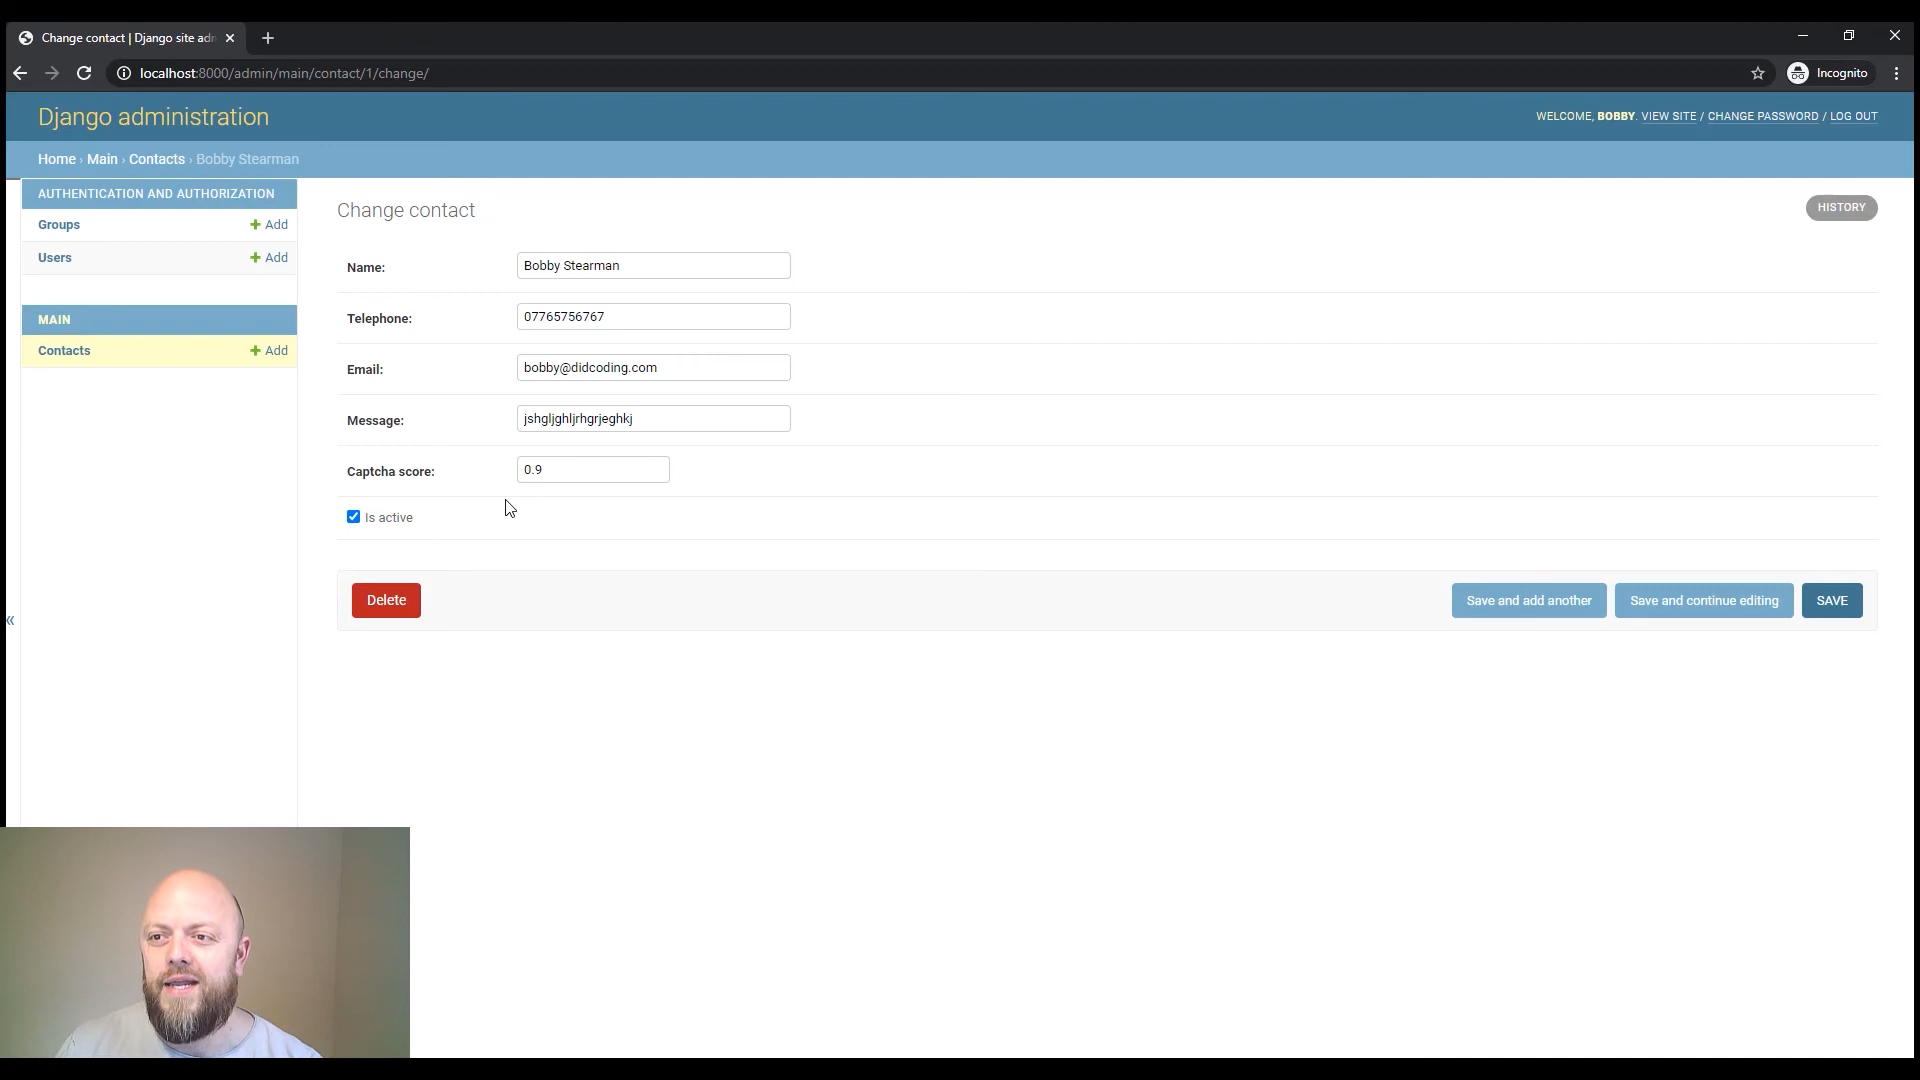 Change contact | Django site adm
localhost:8000/admin/main/contact/1/change/
Incognito
Django administration
WELCOME, BOBBY. VIEW SITE / CHANGE PASSWORD / LOG OUT
Home › Main › Contacts › Bobby Stearman
AUTHENTICATION AND AUTHORIZATION
Groups + Add
Users + Add
MAIN
Contacts + Add
«
Change contact
HISTORY
Name: Bobby Stearman
Telephone: 07765756767
Email: bobby@didcoding.com
Message: jshgljghljrhgrjeghkj
Captcha score: 0.9
Is active
Delete
Save and add another
Save and continue editing
SAVE